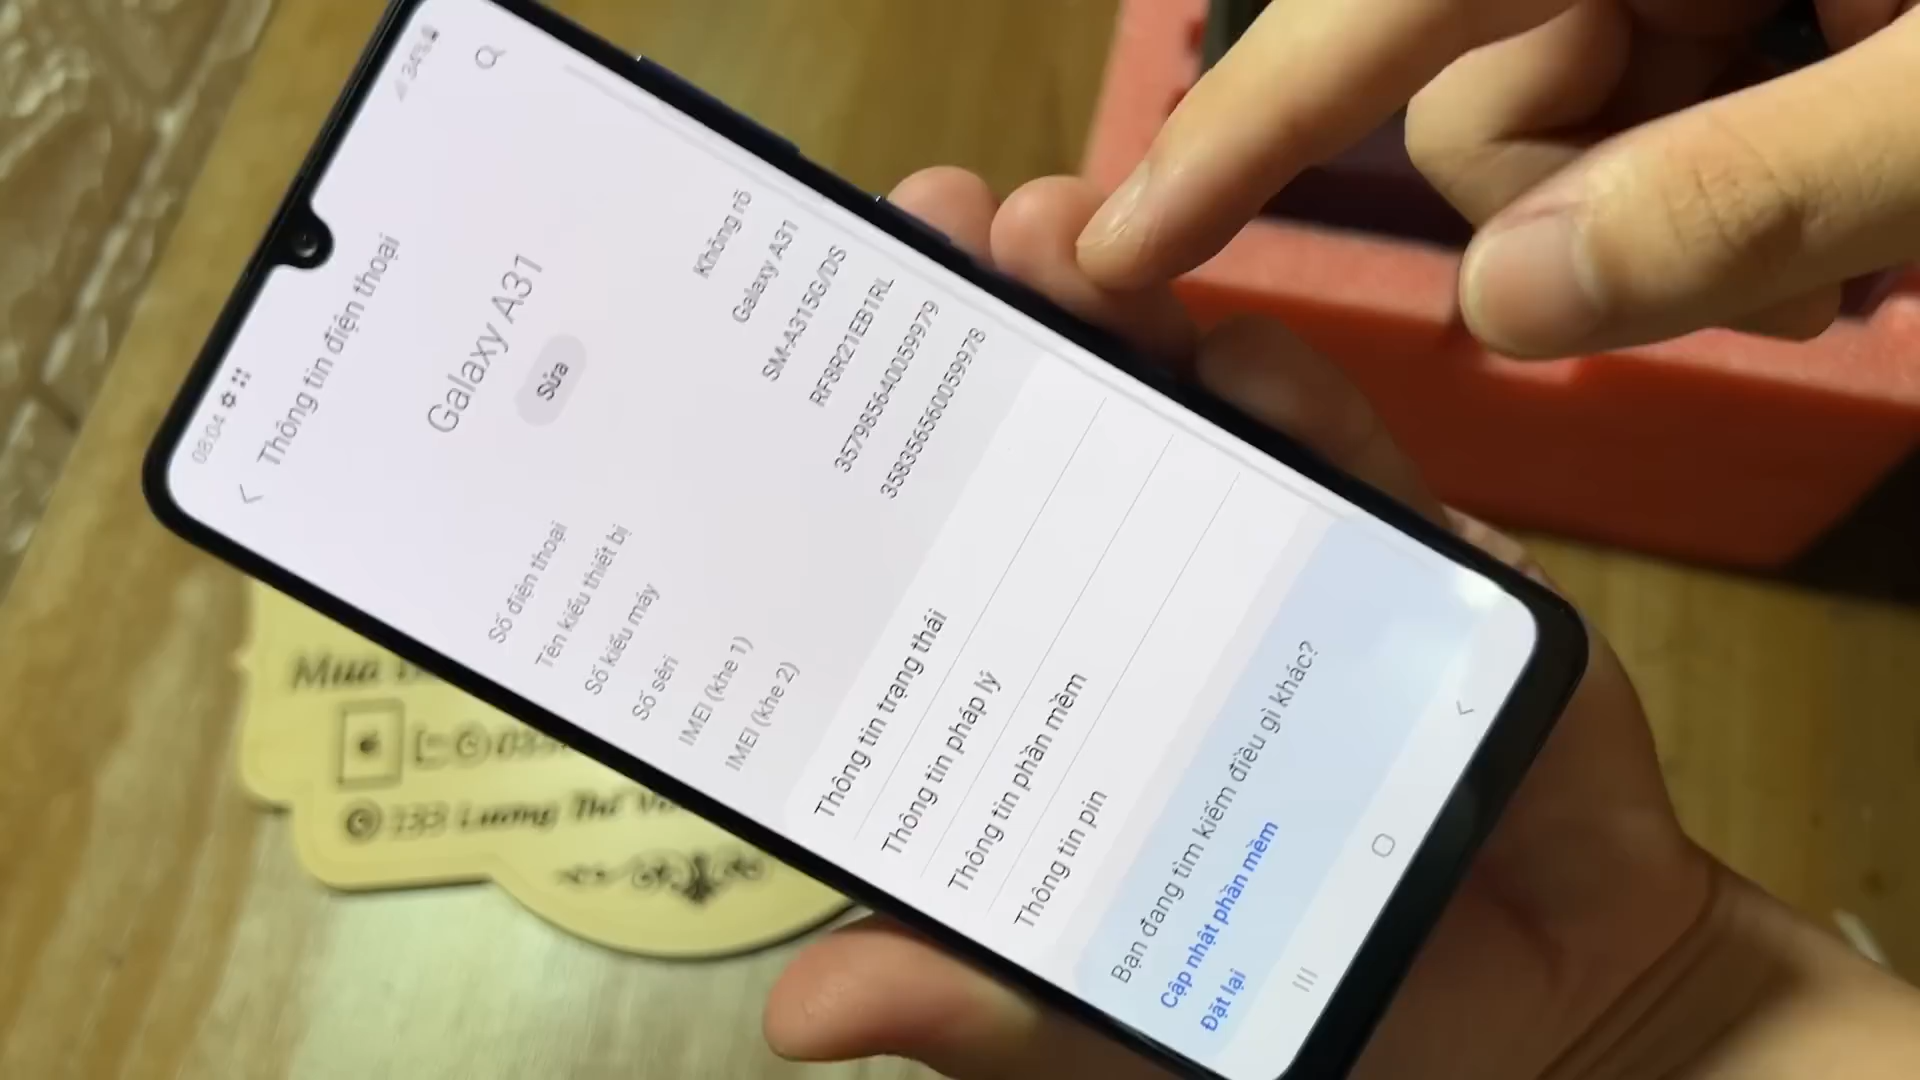 08:04
34%
Thông tin điện thoại
Galaxy A31
Sửa
Số điện thoại Không rõ
Tên kiểu thiết bị Galaxy A31
Số kiểu máy SM-A315G/DS
Số sêri RF8R21EB1RL
IMEI (khe 1) 357985640059979
IMEI (khe 2) 358356560059978
Thông tin trạng thái
Thông tin pháp lý
Thông tin phần mềm
Thông tin pin
Bạn đang tìm kiếm điều gì khác?
Cập nhật phần mềm
Đặt lại
Mua
133 Lương Thế